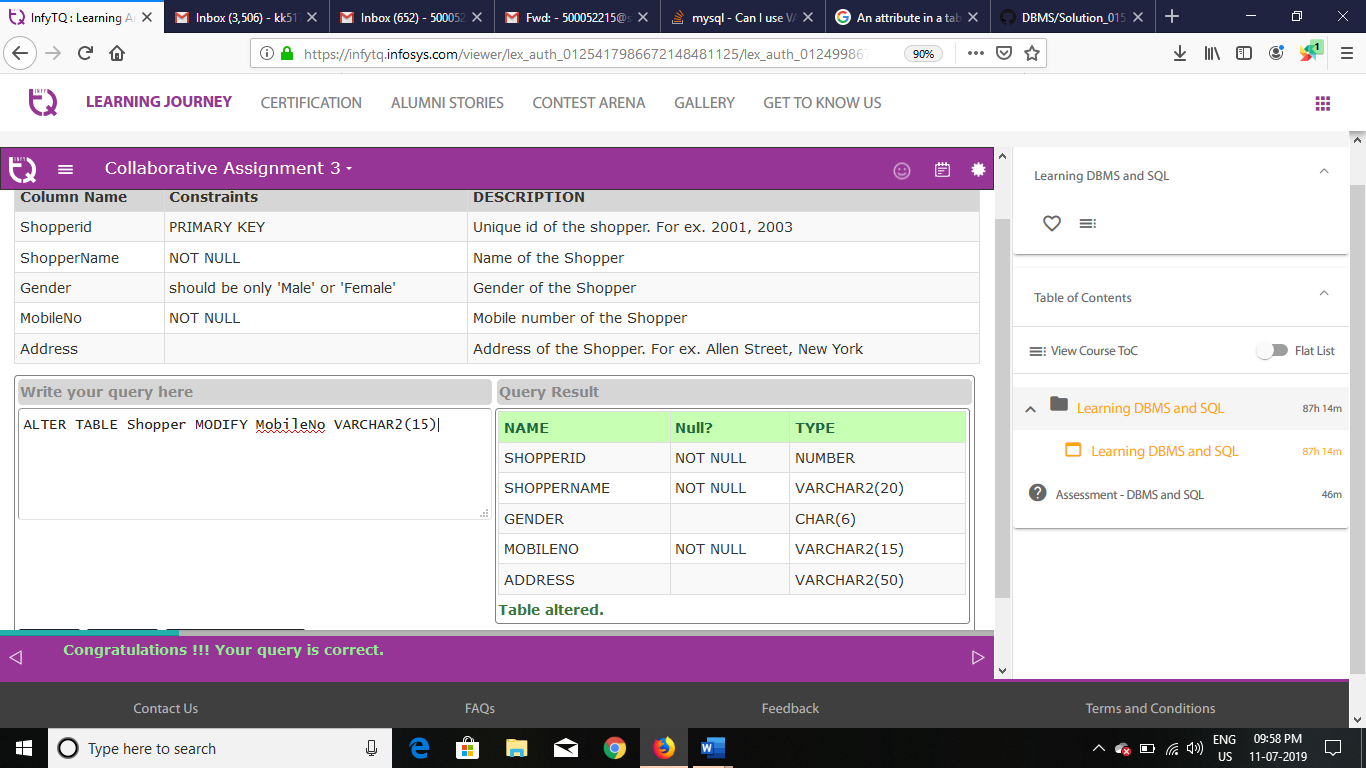 InfyTQ : Learning A
Inbox (3,506) - kk517
Inbox (652) - 500052
Fwd: - 500052215@s
mysql - Can I use VA
An attribute in a tab
DBMS/Solution_015
https://infytq.infosys.com/viewer/lex_auth_0125417986672148481125/lex_auth_01249986
90%
1
INFY
TQ
LEARNING JOURNEY
CERTIFICATION
ALUMNI STORIES
CONTEST ARENA
GALLERY
GET TO KNOW US
INFY
TQ
Collaborative Assignment 3
Column Name Constraints DESCRIPTION
Shopperid PRIMARY KEY Unique id of the shopper. For ex. 2001, 2003
ShopperName NOT NULL Name of the Shopper
Gender should be only 'Male' or 'Female' Gender of the Shopper
MobileNo NOT NULL Mobile number of the Shopper
Address Address of the Shopper. For ex. Allen Street, New York
Write your query here
ALTER TABLE Shopper MODIFY MobileNo VARCHAR2(15)
Query Result
NAME Null? TYPE
SHOPPERID NOT NULL NUMBER
SHOPPERNAME NOT NULL VARCHAR2(20)
GENDER CHAR(6)
MOBILENO NOT NULL VARCHAR2(15)
ADDRESS VARCHAR2(50)
Table altered.
Congratulations !!! Your query is correct.
Learning DBMS and SQL
Table of Contents
View Course ToC
Flat List
Learning DBMS and SQL 87h 14m
Learning DBMS and SQL 87h 14m
Assessment - DBMS and SQL 46m
Contact Us
FAQs
Feedback
Terms and Conditions
Type here to search
ENG
US
09:58 PM
11-07-2019